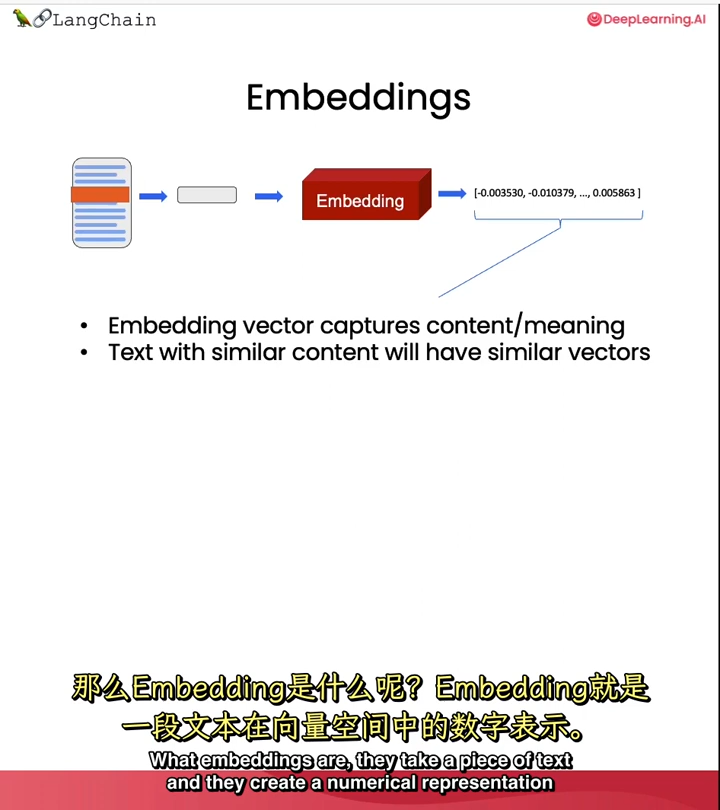 LangChain
DeepLearning.AI
Embeddings
Embedding
[-0.003530, -0.010379, ..., 0.005863 ]
• Embedding vector captures content/meaning
• Text with similar content will have similar vectors
那么Embedding是什么呢？Embedding就是
一段文本在向量空间中的数字表示。
What embeddings are, they take a piece of text
and they create a numerical representation